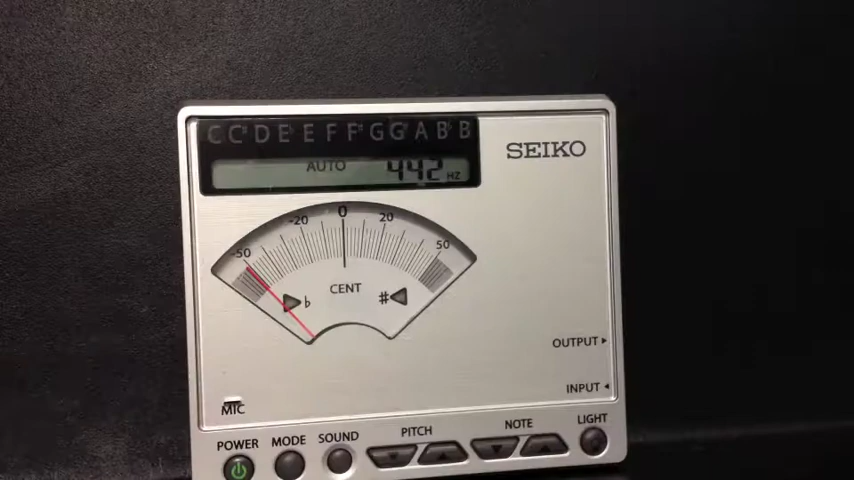 C C# D E♭ E F F# G G# A B♭ B
SEIKO
AUTO 442 HZ
-50 -20 0 20 50
CENT
♭ #
OUTPUT
INPUT
MIC
POWER MODE SOUND PITCH NOTE LIGHT